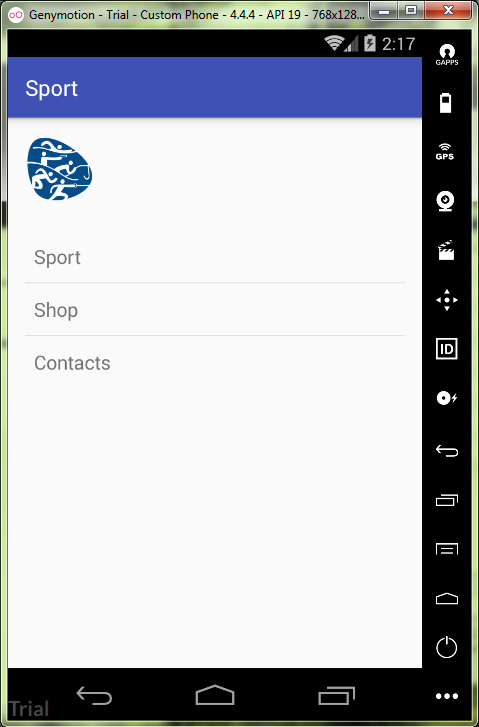 Genymotion - Trial - Custom Phone - 4.4.4 - API 19 - 768x128...
2:17
GAPPS
Sport
GPS
Sport
Shop
ID
Contacts
Trial